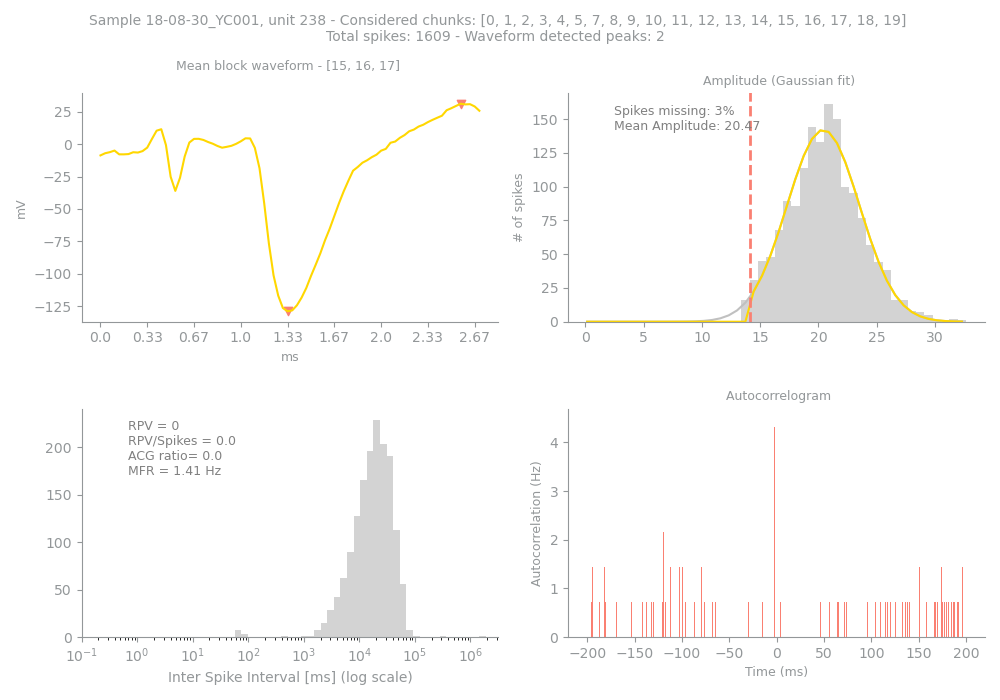 Sample 18-08-30_YC001, unit 238 - Considered chunks: [0, 1, 2, 3, 4, 5, 7, 8, 9, 10, 11, 12, 13, 14, 15, 16, 17, 18, 19]
Total spikes: 1609 - Waveform detected peaks: 2
Mean block waveform - [15, 16, 17]
25
0
−25
−50
−75
−100
−125
mV
0.0 0.33 0.67 1.0 1.33 1.67 2.0 2.33 2.67
ms
Amplitude (Gaussian fit)
Spikes missing: 3%
Mean Amplitude: 20.47
150
125
100
75
50
25
0
# of spikes
0 5 10 15 20 25 30
RPV = 0
RPV/Spikes = 0.0
ACG ratio= 0.0
MFR = 1.41 Hz
200
150
100
50
0
10⁻¹ 10⁰ 10¹ 10² 10³ 10⁴ 10⁵ 10⁶
Inter Spike Interval [ms] (log scale)
Autocorrelogram
4
3
2
1
0
Autocorrelation (Hz)
−200 −150 −100 −50 0 50 100 150 200
Time (ms)